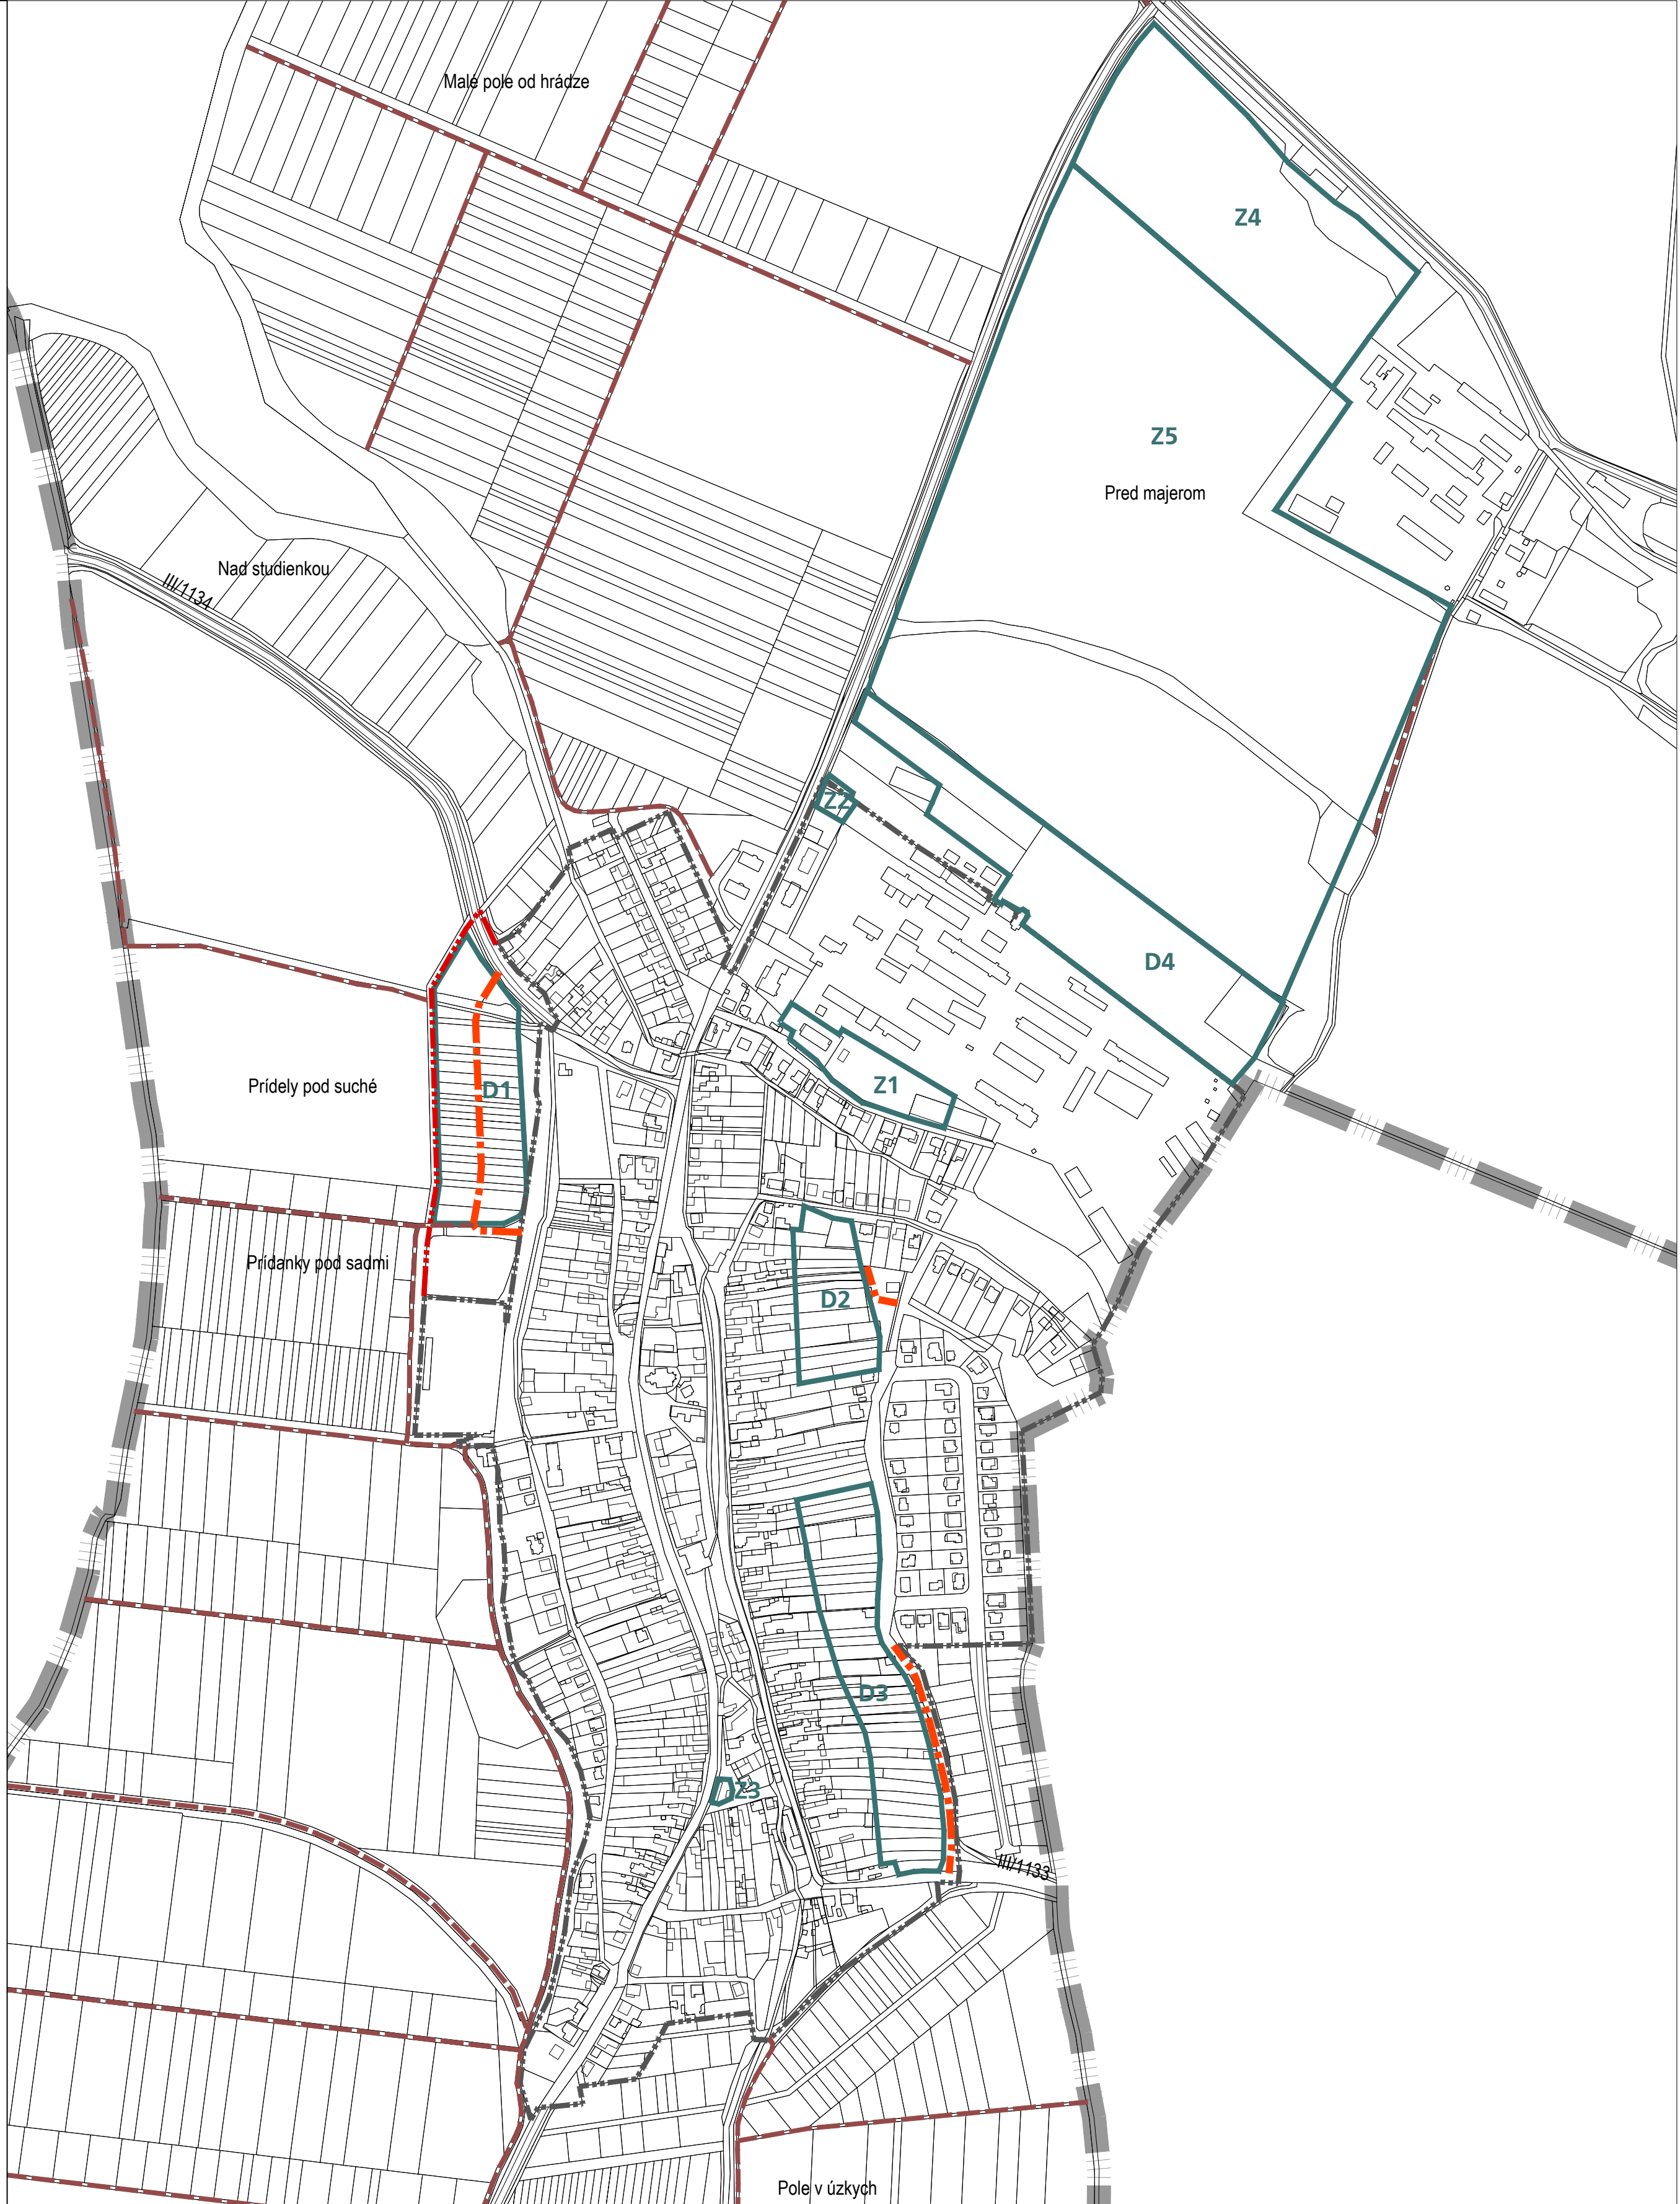 Malé pole od hrádze
Z4
Z5
Pred majerom
Nad studienkou
III/1134
Z2
D4
Z1
D1
Prídely pod suché
Prídanky pod sadmi
D2
D3
Z3
III/1133
Pole v úzkych